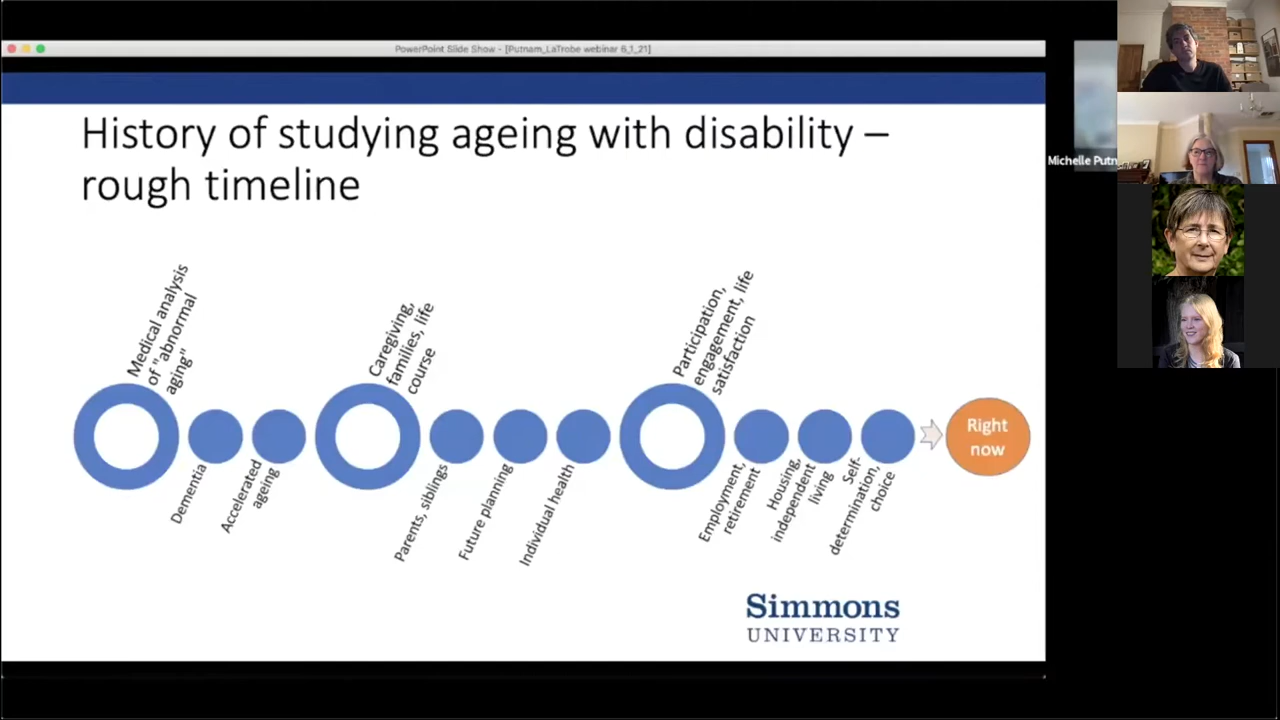 PowerPoint Slide Show - [Putnam_LaTrobe webinar 6_1_21]
History of studying ageing with disability –
rough timeline
Michelle Putn
Medical analysis
of "abnormal
aging"
Dementia
Accelerated
ageing
Caregiving,
families, life
course
Parents, siblings
Future planning
Individual health
Participation,
engagement, life
satisfaction
Employment,
retirement
Housing,
independent
living
Self-
determination,
choice
Right
now
Simmons
UNIVERSITY